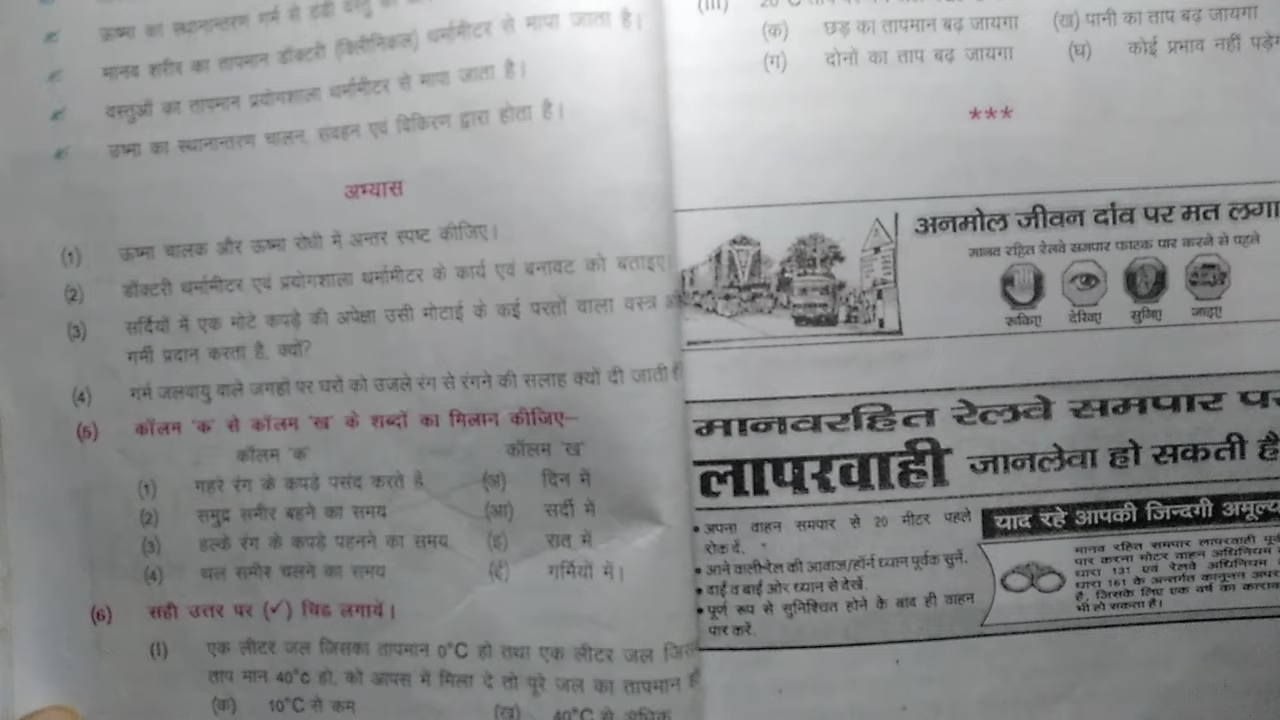 ऊष्मा का स्थानान्तरण गर्म से ठंडी वस्तु
मानव शरीर का तापमान डॉक्टरी (क्लिीनिकल) थर्मामीटर से मापा जाता है।
वस्तुओं का तापमान प्रयोगशाला थर्मामीटर से मापा जाता है।
उष्मा का स्थानान्तरण चालन, संवहन एवं विकिरण द्वारा होता है।
अभ्यास
(1) ऊष्मा चालक और ऊष्मा रोधी में अन्तर स्पष्ट कीजिए।
(2) डॉक्टरी थर्मामीटर एवं प्रयोगशाला थर्मामीटर के कार्य एवं बनावट को बताइए।
(3) सर्दियों में एक मोटे कपड़े की अपेक्षा उसी मोटाई के कई परतों वाला वस्त्र
गर्मी प्रदान करता है, क्यों?
(4) गर्म जलवायु वाले जगहों पर घरों को उजले रंग से रंगने की सलाह क्यों दी जाती है
(5) कॉलम 'क' से कॉलम 'ख' के शब्दों का मिलान कीजिए–
कॉलम 'क' कॉलम 'ख'
(1) गहरे रंग के कपड़े पसंद करते हैं (अ) दिन में
(2) समुद्र समीर बहने का समय (आ) सर्दी में
(3) हल्के रंग के कपड़े पहनने का समय (इ) रात में
(4) थल समीर चलने का समय (ई) गर्मियों में।
(6) सही उत्तर पर (✓) चिह्न लगायें।
(i) एक लीटर जल जिसका तापमान 0°C हो तथा एक लीटर जल
ताप मान 40°C हो, को आपस में मिला दे तो पूरे जल का तापमान
(क) 10°C से कम (ख) 40°C से अधिक
(iii) 20°C
(क) छड़ का तापमान बढ़ जायगा (ख) पानी का ताप बढ़ जायगा
(ग) दोनों का ताप बढ़ जायगा (घ) कोई प्रभाव नहीं
***
अनमोल जीवन दांव पर मत
मानव रहित रेलवे समपार फाटक पार करने से पहले
रूकिए देखिए सुनिए जाइए
मानवरहित रेलवे समपार
लापरवाही जानलेवा हो सकती है
• अपना वाहन समपार से 20 मीटर पहले
रोक दें.
• आने वाली रेल की आवाज/हॉर्न ध्यान पूर्वक सुनें.
• दाईं व बाईं ओर ध्यान से देखें.
• पूर्ण रूप से सुनिश्चित होने के बाद ही वाहन
पार करें.
याद रहे आपकी जिन्दगी अमूल्य
मानव रहित समपार लापरवाही
पार करना मोटर वाहन अधिनियम
धारा 131 एवं रेलवे अधिनियम
धारा 161 के अन्तर्गत कानूनन
है, जिसके लिए एक वर्ष का
भी हो सकता है।